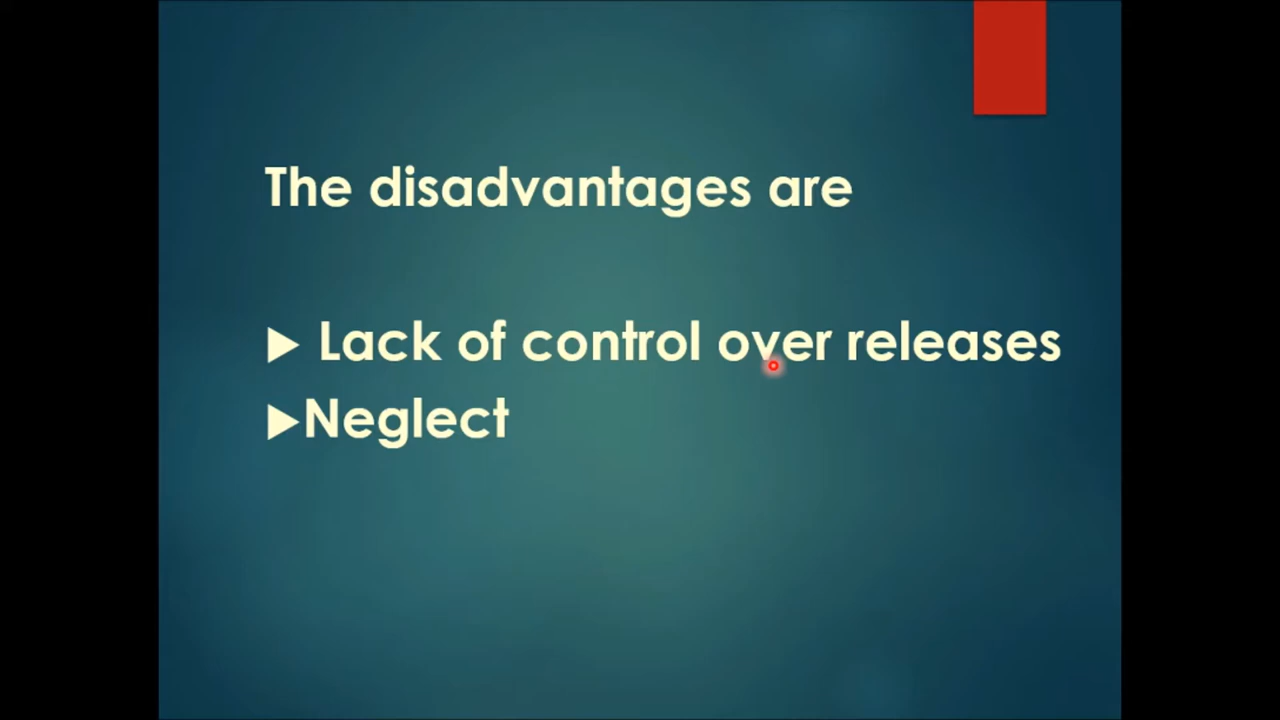 The disadvantages are
▶ Lack of control over releases
▶Neglect